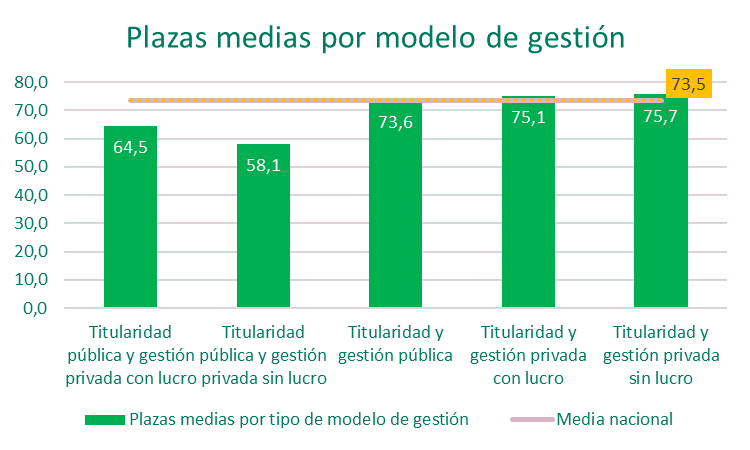 Plazas medias por modelo de gestión
80,0
70,0
60,0
50,0
40,0
30,0
20,0
10,0
0,0
64,5
58,1
73,6
75,1
75,7
73,5
Titularidad
pública y gestión
privada con lucro
Titularidad
pública y gestión
privada sin lucro
Titularidad y
gestión pública
Titularidad y
gestión privada
con lucro
Titularidad y
gestión privada
sin lucro
Plazas medias por tipo de modelo de gestión
Media nacional